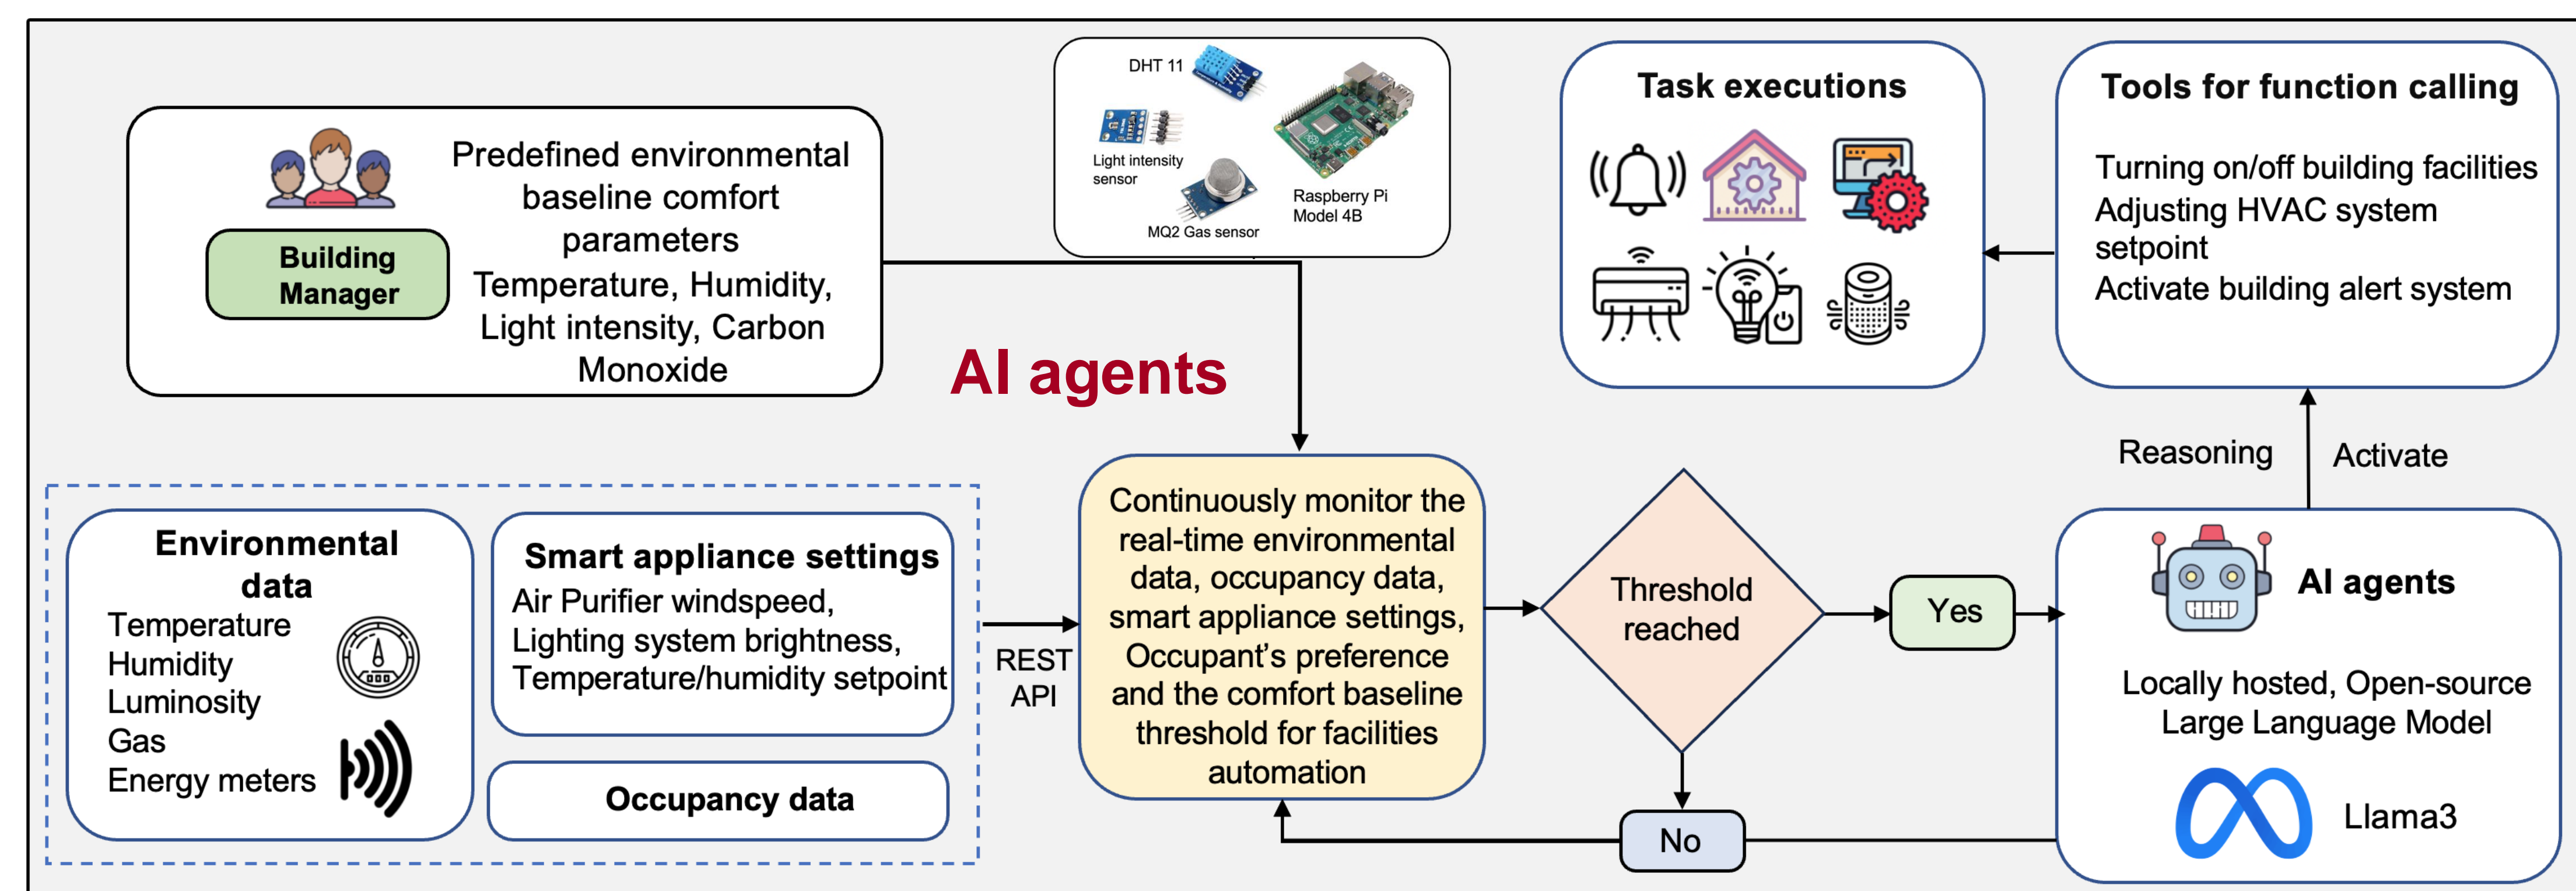 Building
Manager
Predefined environmental
baseline comfort
parameters
Temperature, Humidity,
Light intensity, Carbon
Monoxide
DHT 11
Light intensity
sensor
MQ2 Gas sensor
Raspberry Pi
Model 4B
Task executions
Tools for function calling
Turning on/off building facilities
Adjusting HVAC system
setpoint
Activate building alert system
AI agents
Environmental
data
Temperature
Humidity
Luminosity
Gas
Energy meters
Smart appliance settings
Air Purifier windspeed,
Lighting system brightness,
Temperature/humidity setpoint
Occupancy data
REST
API
Continuously monitor the
real-time environmental
data, occupancy data,
smart appliance settings,
Occupant’s preference
and the comfort baseline
threshold for facilities
automation
Threshold
reached
Yes
No
Reasoning
Activate
AI agents
Locally hosted, Open-source
Large Language Model
Llama3